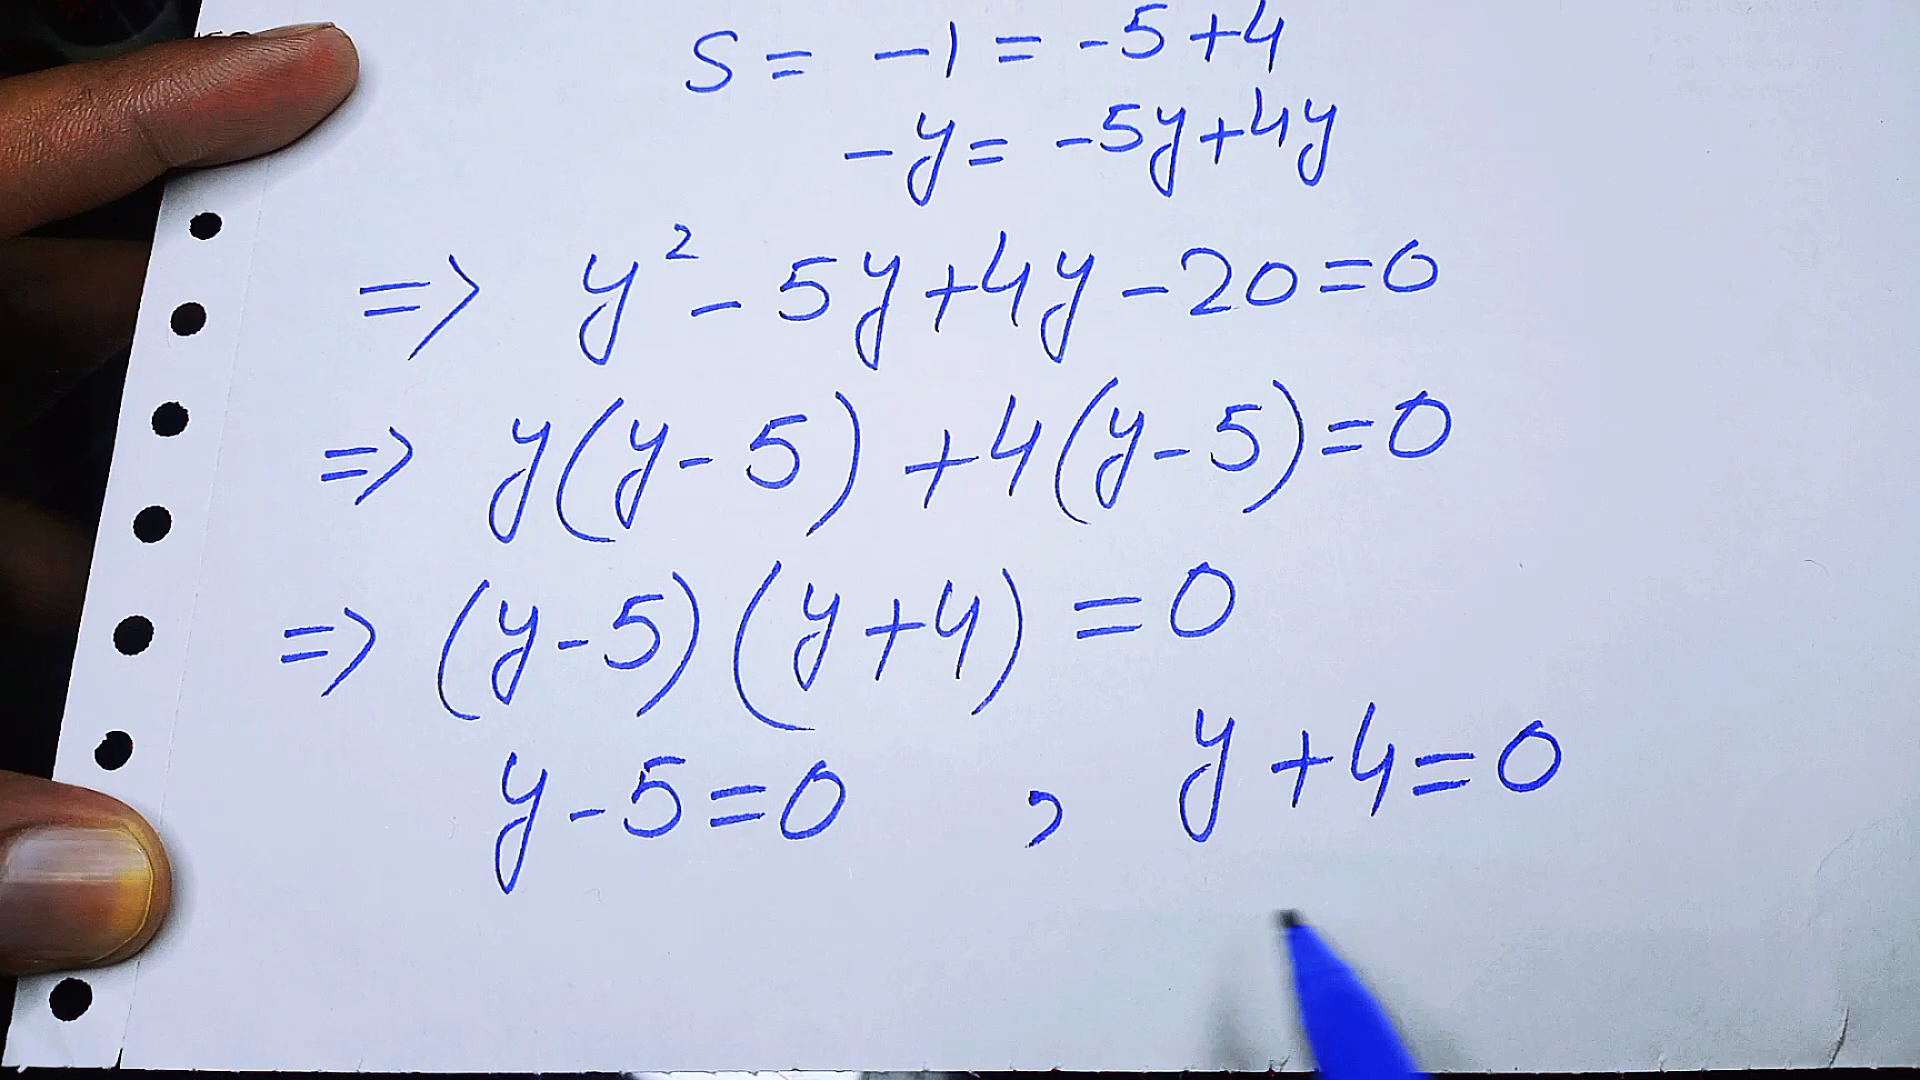 S = -1 = -5+4
-y = -5y+4y
=> y² - 5y+4y - 20 = 0
=> y(y-5) +4(y-5) = 0
=> (y-5)(y+4) = 0
y-5=0 , y+4=0